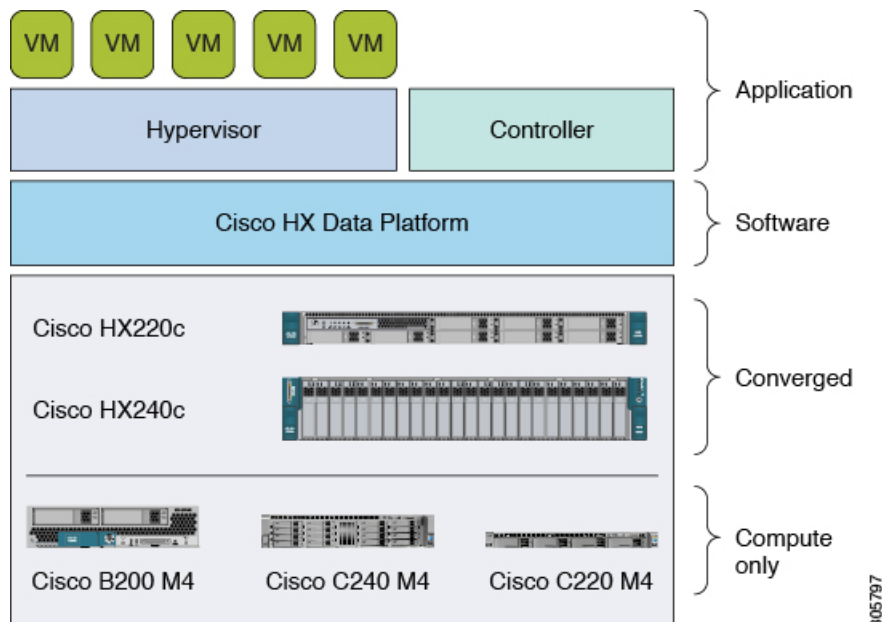 VM VM VM VM VM
Application
Hypervisor
Controller
Cisco HX Data Platform
Software
Cisco HX220c
Cisco HX240c
Converged
Cisco B200 M4
Cisco C240 M4
Cisco C220 M4
Compute
only
305797